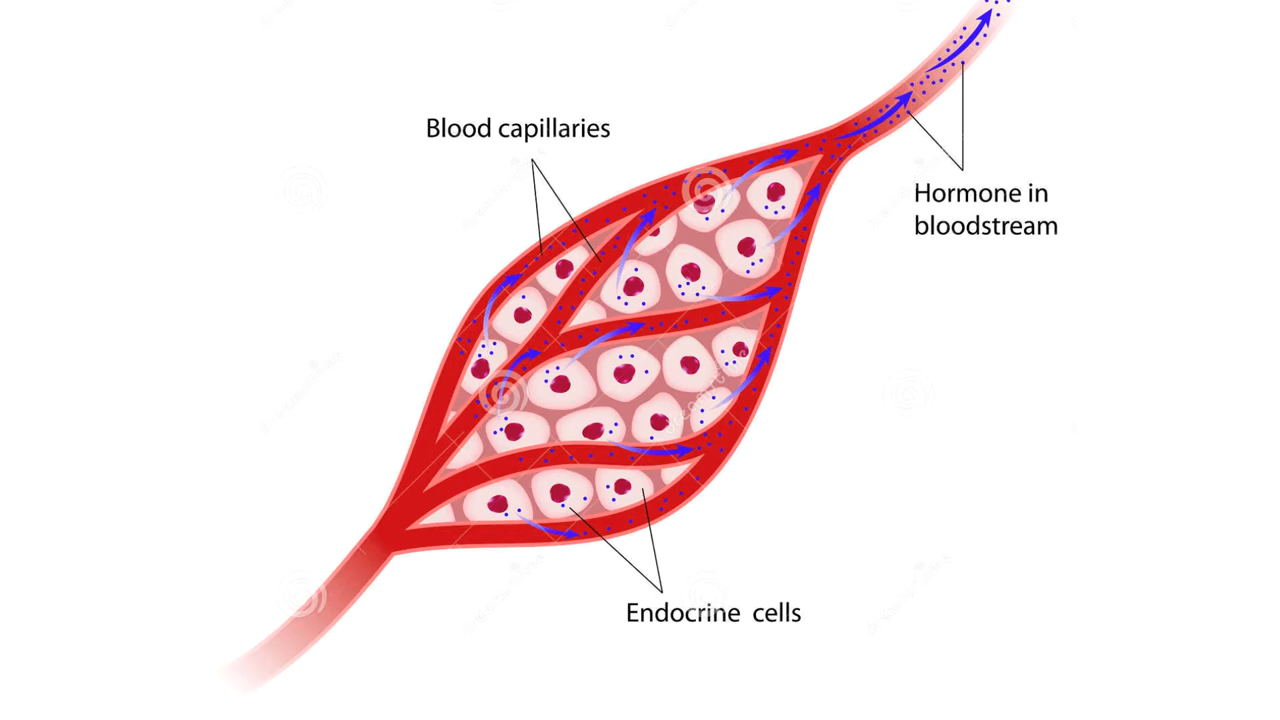 Blood capillaries
Hormone in
bloodstream
Endocrine cells